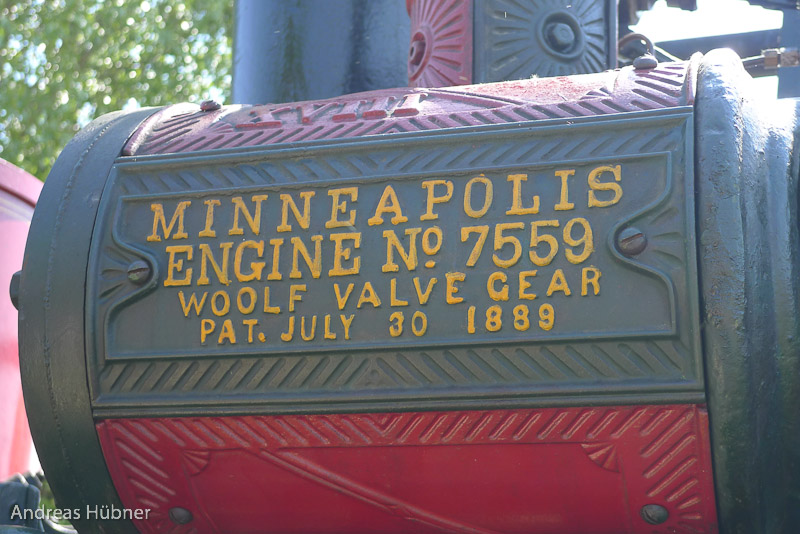 MINNEAPOLIS
ENGINE Nº 7559
WOOLF VALVE GEAR
PAT. JULY 30 1889
Andreas Hübner